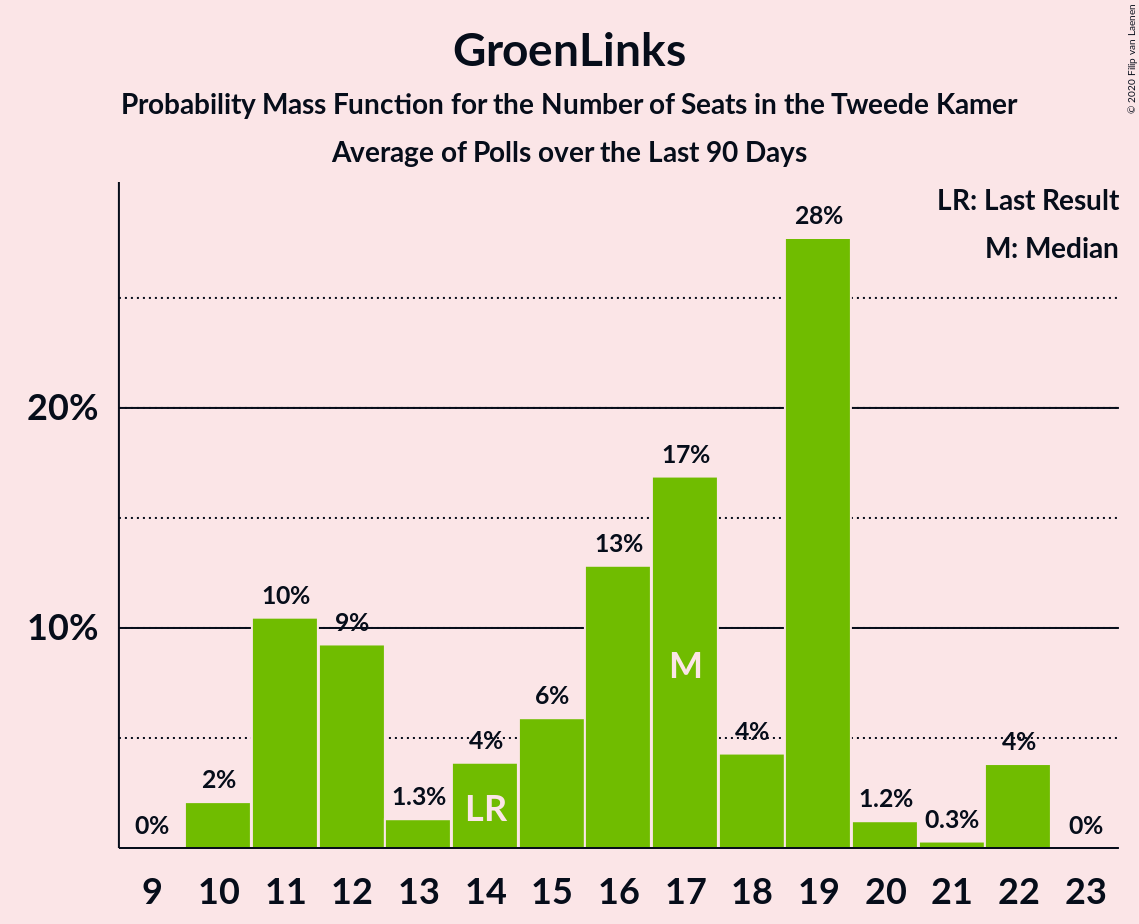 GroenLinks
Probability Mass Function for the Number of Seats in the Tweede Kamer
Average of Polls over the Last 90 Days
© 2020 Filip van Laenen
LR: Last Result
M: Median
20%
10%
0%
2%
10%
9%
1.3%
4%
6%
13%
17%
4%
28%
1.2%
0.3%
4%
0%
LR
M
9 10 11 12 13 14 15 16 17 18 19 20 21 22 23